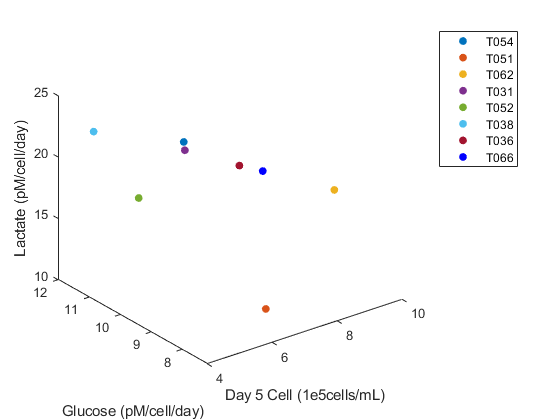 T054
T051
T062
T031
T052
T038
T036
T066
25
20
15
10
Lactate (pM/cell/day)
12
11
10
9
8
Glucose (pM/cell/day)
4
6
8
10
Day 5 Cell (1e5cells/mL)